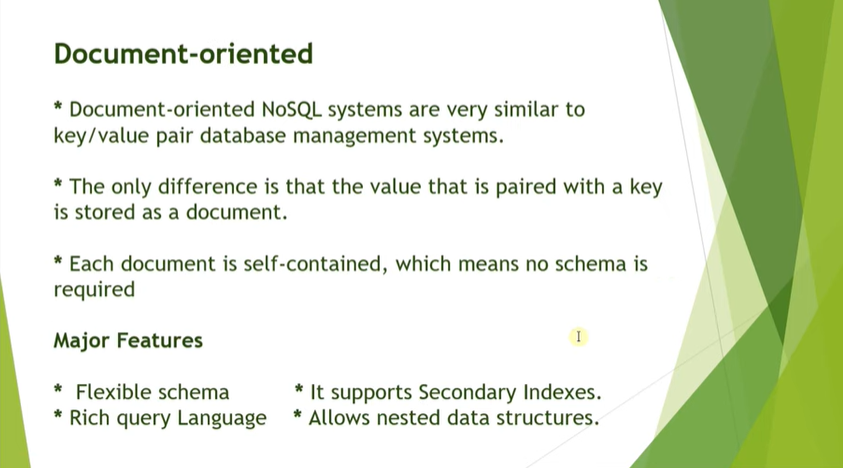 Document-oriented
* Document-oriented NoSQL systems are very similar to
key/value pair database management systems.
* The only difference is that the value that is paired with a key
is stored as a document.
* Each document is self-contained, which means no schema is
required
Major Features
* Flexible schema * It supports Secondary Indexes.
* Rich query Language * Allows nested data structures.